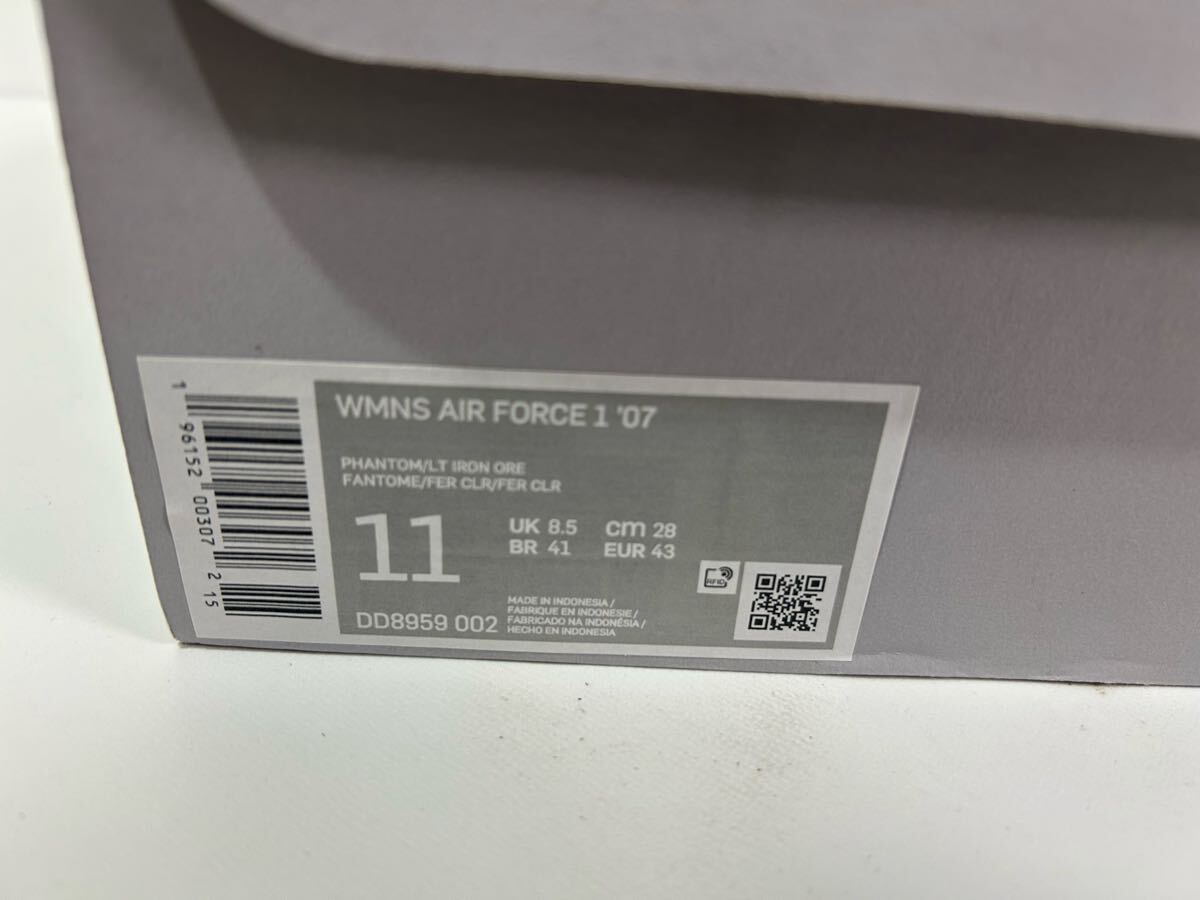 WMNS AIR FORCE 1 '07
PHANTOM/LT IRON ORE
FANTOME/FER CLR/FER CLR
11
UK 8.5 cm 28
BR 41 EUR 43
DD8959 002
MADE IN INDONESIA /
FABRIQUE EN INDONESIE /
FABRICADO NA INDONÉSIA /
HECHO EN INDONESIA
RFID
1 96152 00307 2 15